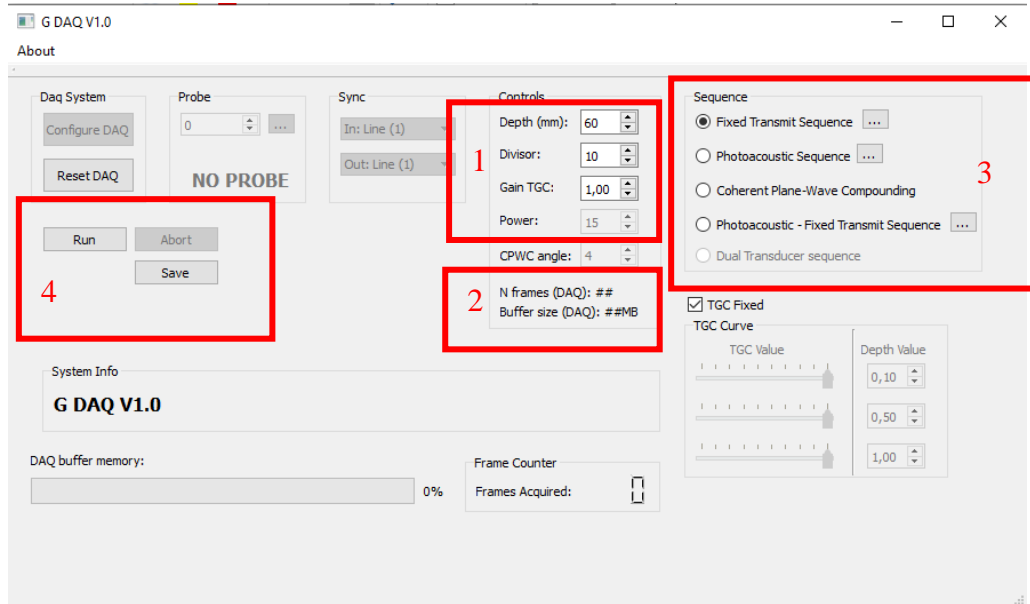 G DAQ V1.0
About
Daq System
Configure DAQ
Reset DAQ
Probe
0
...
NO PROBE
Sync
In: Line (1)
Out: Line (1)
Controls
Depth (mm): 60
Divisor: 10
Gain TGC: 1,00
Power: 15
CPWC angle: 4
1
N frames (DAQ): ##
Buffer size (DAQ): ##MB
2
Sequence
Fixed Transmit Sequence ...
Photoacoustic Sequence ...
Coherent Plane-Wave Compounding
Photoacoustic - Fixed Transmit Sequence ...
Dual Transducer sequence
3
Run Abort
Save
4
TGC Fixed
TGC Curve
TGC Value Depth Value
0,10
0,50
1,00
System Info
G DAQ V1.0
DAQ buffer memory:
0%
Frame Counter
Frames Acquired: 0